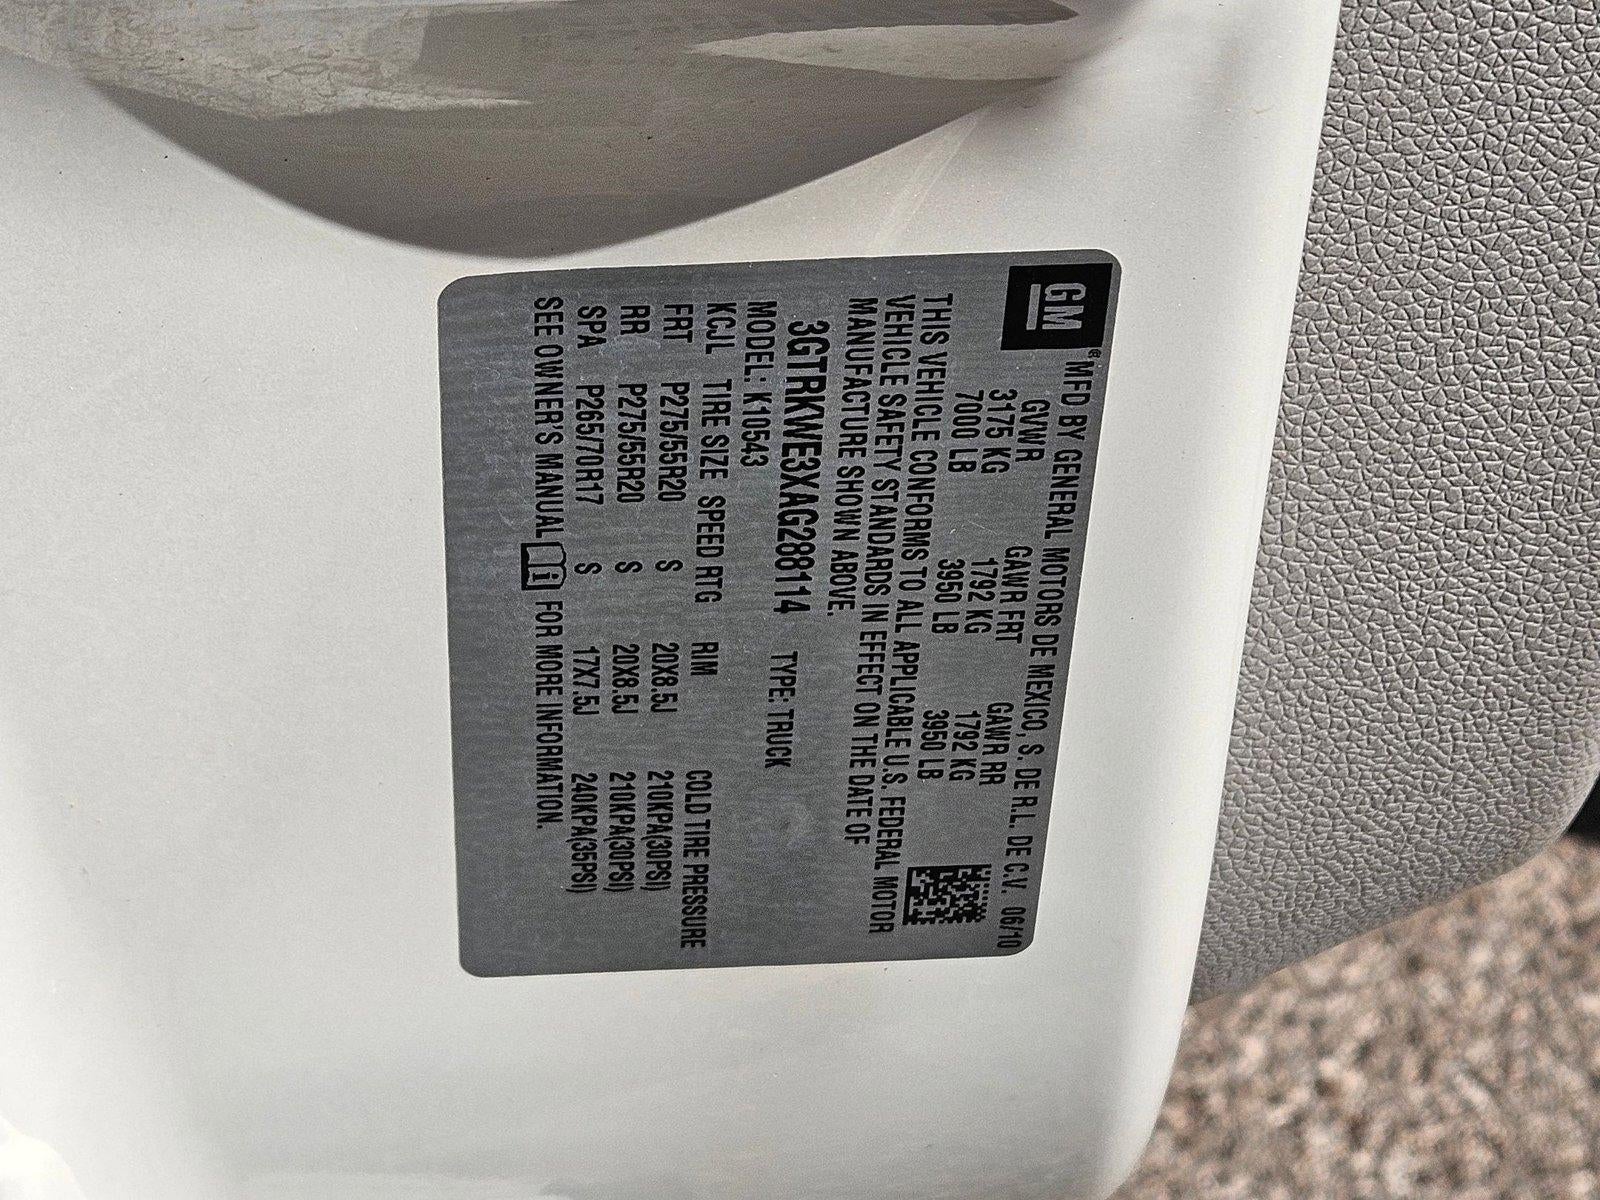 GM
® MFD BY GENERAL MOTORS DE MEXICO, S. DE R.L. DE C.V. 06/10
GVWR GAWR FRT GAWR RR
3175 KG 1792 KG 1792 KG
7000 LB 3950 LB 3950 LB
THIS VEHICLE CONFORMS TO ALL APPLICABLE U.S. FEDERAL MOTOR
VEHICLE SAFETY STANDARDS IN EFFECT ON THE DATE OF
MANUFACTURE SHOWN ABOVE.
3GTRKWE3XAG288114 TYPE: TRUCK
MODEL: K10543
KCJL TIRE SIZE SPEED RTG RIM COLD TIRE PRESSURE
FRT P275/55R20 S 20X8.5J 210KPA(30PSI)
RR P275/55R20 S 20X8.5J 210KPA(30PSI)
SPA P265/70R17 S 17X7.5J 240KPA(35PSI)
SEE OWNER'S MANUAL i FOR MORE INFORMATION.